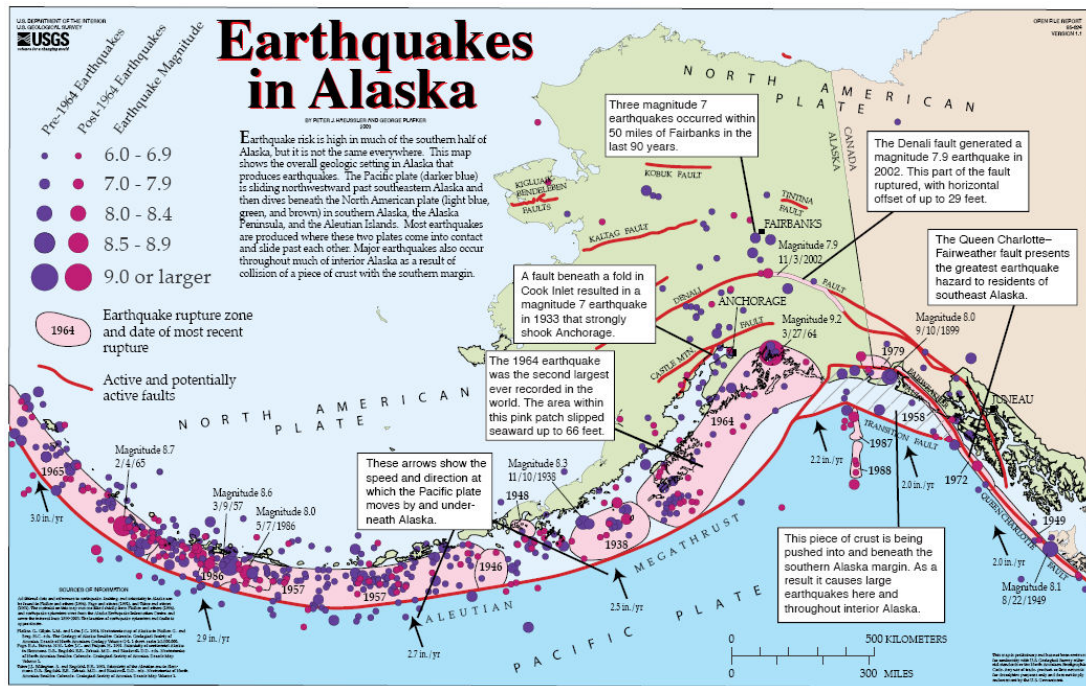 U.S. DEPARTMENT OF THE INTERIOR
U.S. GEOLOGICAL SURVEY
USGS
OPEN FILE REPORT
VERSION 1.1
Earthquakes
in Alaska
BY PETER J. HAEUSSLER AND GEORGE PLAFKER
Earthquake risk is high in much of the southern half of
Alaska, but it is not the same everywhere. This map
shows the overall geologic setting in Alaska that
produces earthquakes. The Pacific plate (darker blue)
is sliding northwestward past southeastern Alaska and
then dives beneath the North American plate (light blue,
green, and brown) in southern Alaska, the Alaska
Peninsula, and the Aleutian Islands. Most earthquakes
are produced where these two plates come into contact
and slide past each other. Major earthquakes also occur
throughout much of interior Alaska as a result of
collision of a piece of crust with the southern margin.
Pre-1964 Earthquakes
Post-1964 Earthquakes
Earthquake Magnitude
6.0 - 6.9
7.0 - 7.9
8.0 - 8.4
8.5 - 8.9
9.0 or larger
1964
Earthquake rupture zone
and date of most recent
rupture
Active and potentially
active faults
NORTH AMERICAN
PLATE
CANADA
ALASKA
Three magnitude 7
earthquakes occurred within
50 miles of Fairbanks in the
last 90 years.
The Denali fault generated a
magnitude 7.9 earthquake in
2002. This part of the fault
ruptured, with horizontal
offset of up to 29 feet.
The Queen Charlotte–
Fairweather fault presents
the greatest earthquake
hazard to residents of
southeast Alaska.
KIGLUAIK
BENDELEBEN
FAULTS
KOBUK FAULT
KALTAG FAULT
TINTINA
FAULT
FAIRBANKS
Magnitude 7.9
11/3/2002
A fault beneath a fold in
Cook Inlet resulted in a
magnitude 7 earthquake
in 1933 that strongly
shook Anchorage.
DENALI
FAULT
ANCHORAGE
CASTLE MTN.
FAULT
Magnitude 9.2
3/27/64
Magnitude 8.0
9/10/1899
1979
FAIRWEATHER
JUNEAU
The 1964 earthquake
was the second largest
ever recorded in the
world. The area within
this pink patch slipped
seaward up to 66 feet.
NORTH AMERICAN
PLATE
1964
1958
TRANSITION FAULT
1987
1988
2.2 in./yr
2.0 in./yr
1972
QUEEN CHARLOTTE
FAULT
1949
2.0 in./yr
Magnitude 8.1
8/22/1949
These arrows show the
speed and direction at
which the Pacific plate
moves by and under-
neath Alaska.
Magnitude 8.3
11/10/1938
1948
1965
Magnitude 8.7
2/4/65
Magnitude 8.6
3/9/57
Magnitude 8.0
5/7/1986
3.0 in./yr
1986
1957
1957
1946
1938
2.9 in./yr
2.7 in./yr
2.5 in./yr
ALEUTIAN
MEGATHRUST
PACIFIC PLATE
This piece of crust is being
pushed into and beneath the
southern Alaska margin. As a
result it causes large
earthquakes here and
throughout interior Alaska.
SOURCES OF INFORMATION
0
500 KILOMETERS
0
300 MILES